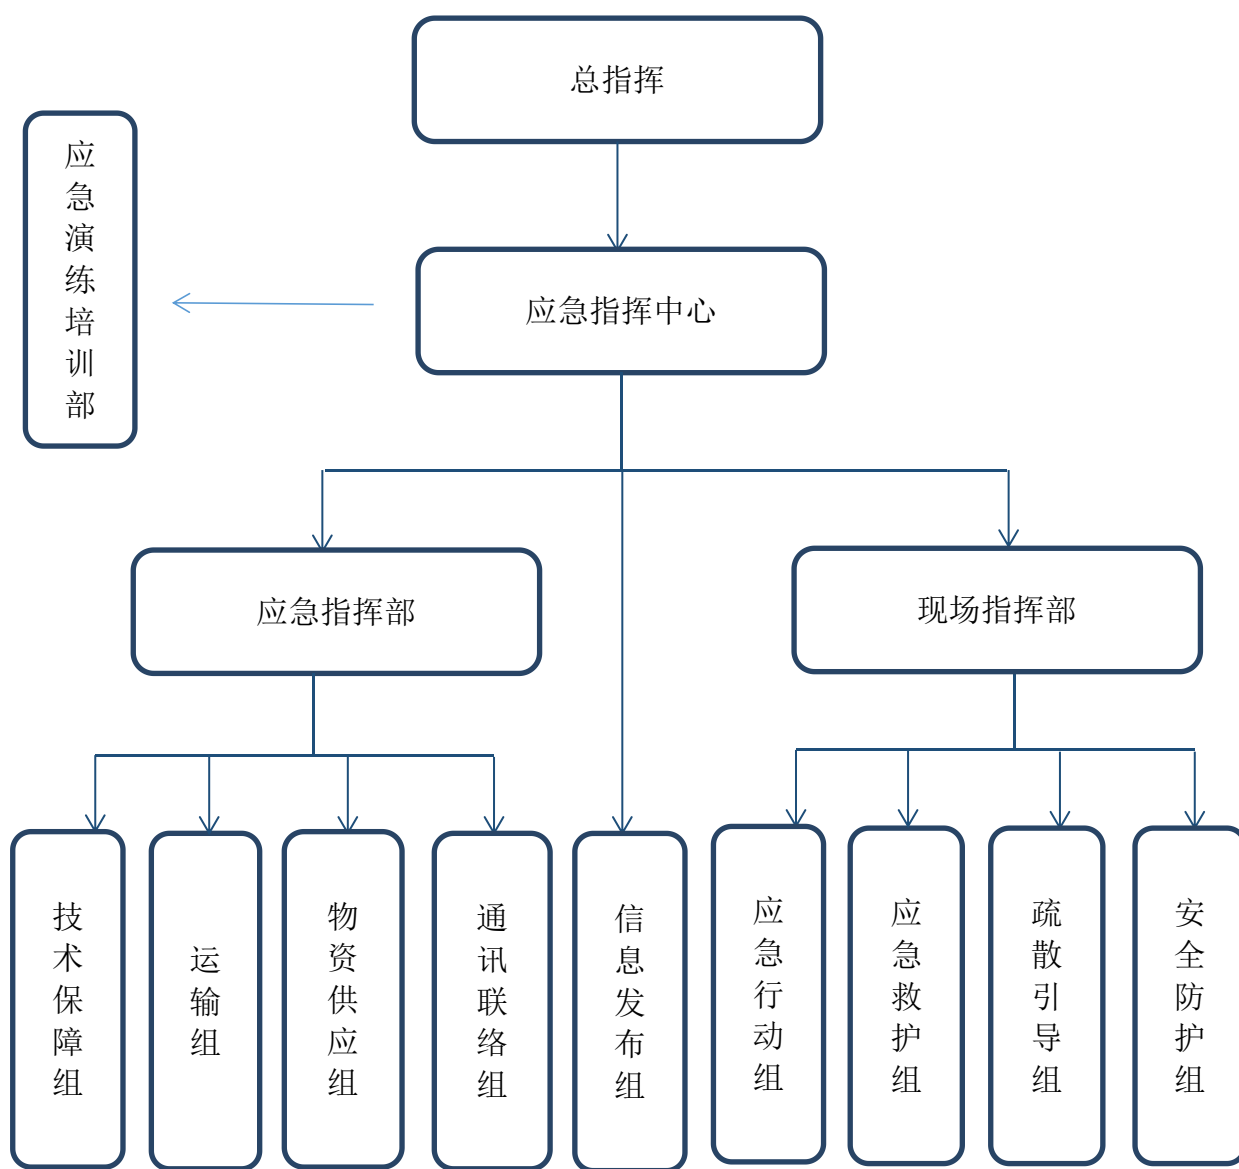 总指挥
应急演练培训部
应急指挥中心
应急指挥部
现场指挥部
技术保障组
运输组
物资供应组
通讯联络组
信息发布组
应急行动组
应急救护组
疏散引导组
安全防护组